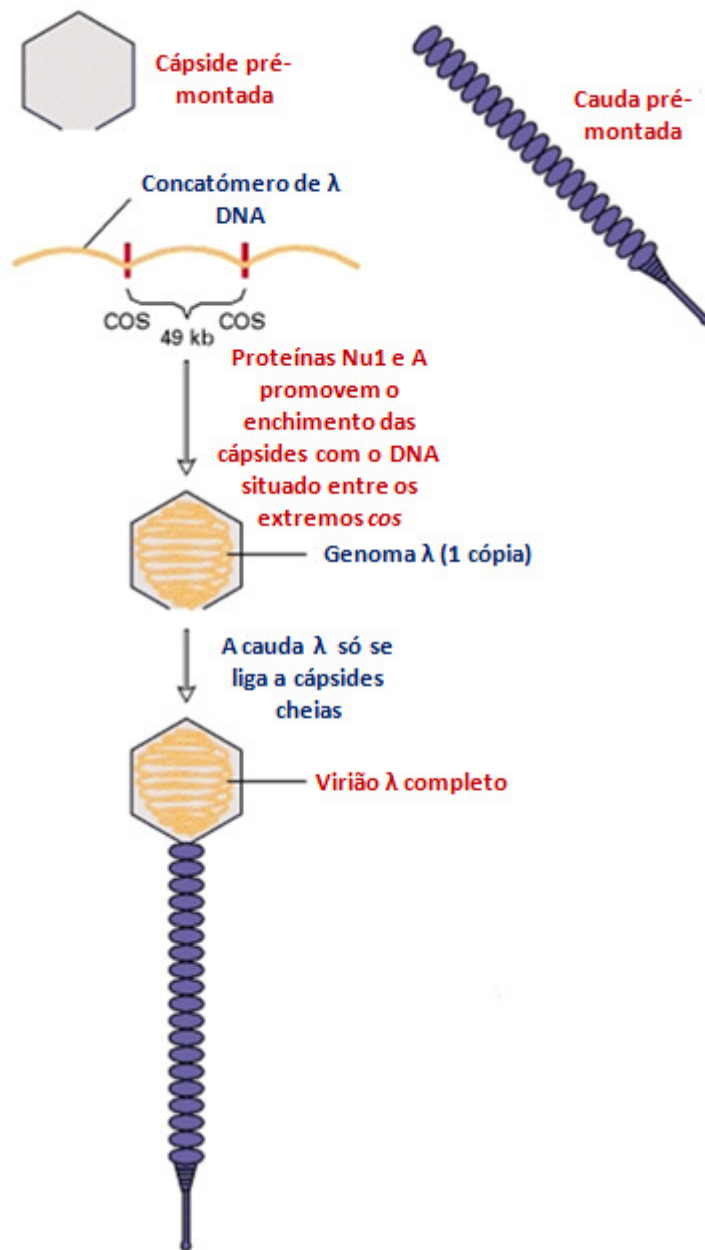 Cápside pré-
montada
Cauda pré-
montada
Concatómero de λ
DNA
COS COS
49 kb
Proteínas Nu1 e A
promovem o
enchimento das
cápsides com o DNA
situado entre os
extremos cos
Genoma λ (1 cópia)
A cauda λ só se
liga a cápsides
cheias
Virião λ completo